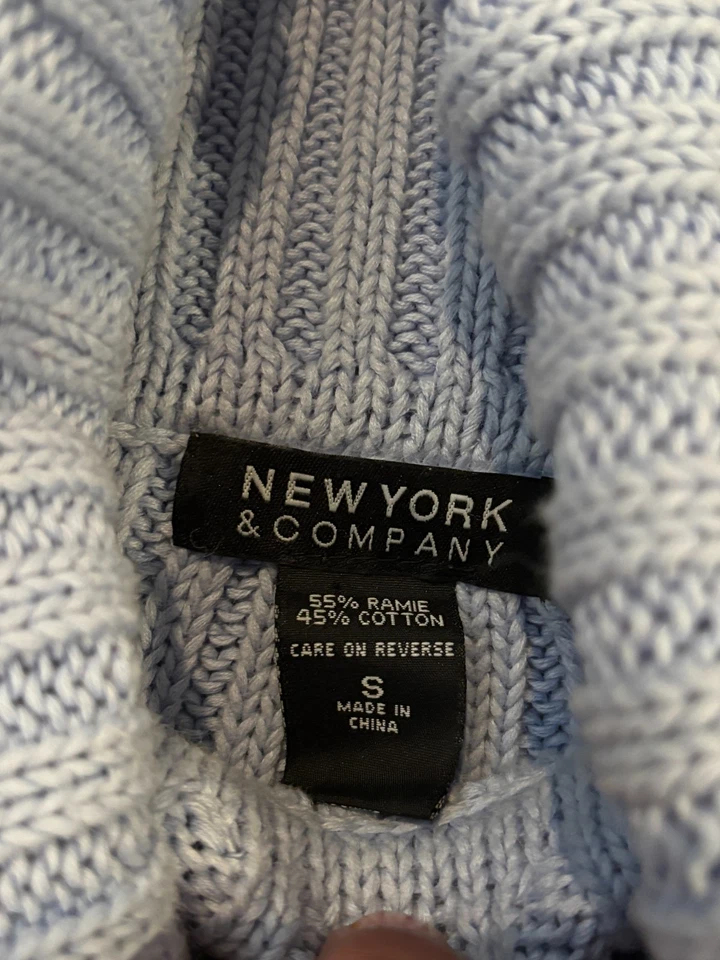 NEW YORK
& COMPANY
55% RAMIE
45% COTTON
CARE ON REVERSE
S
MADE IN
CHINA